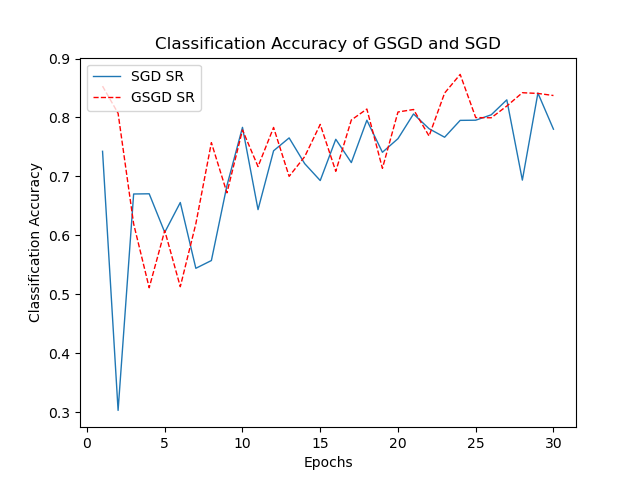 Classification Accuracy of GSGD and SGD
SGD SR
GSGD SR
Classification Accuracy
0.9
0.8
0.7
0.6
0.5
0.4
0.3
0 5 10 15 20 25 30
Epochs